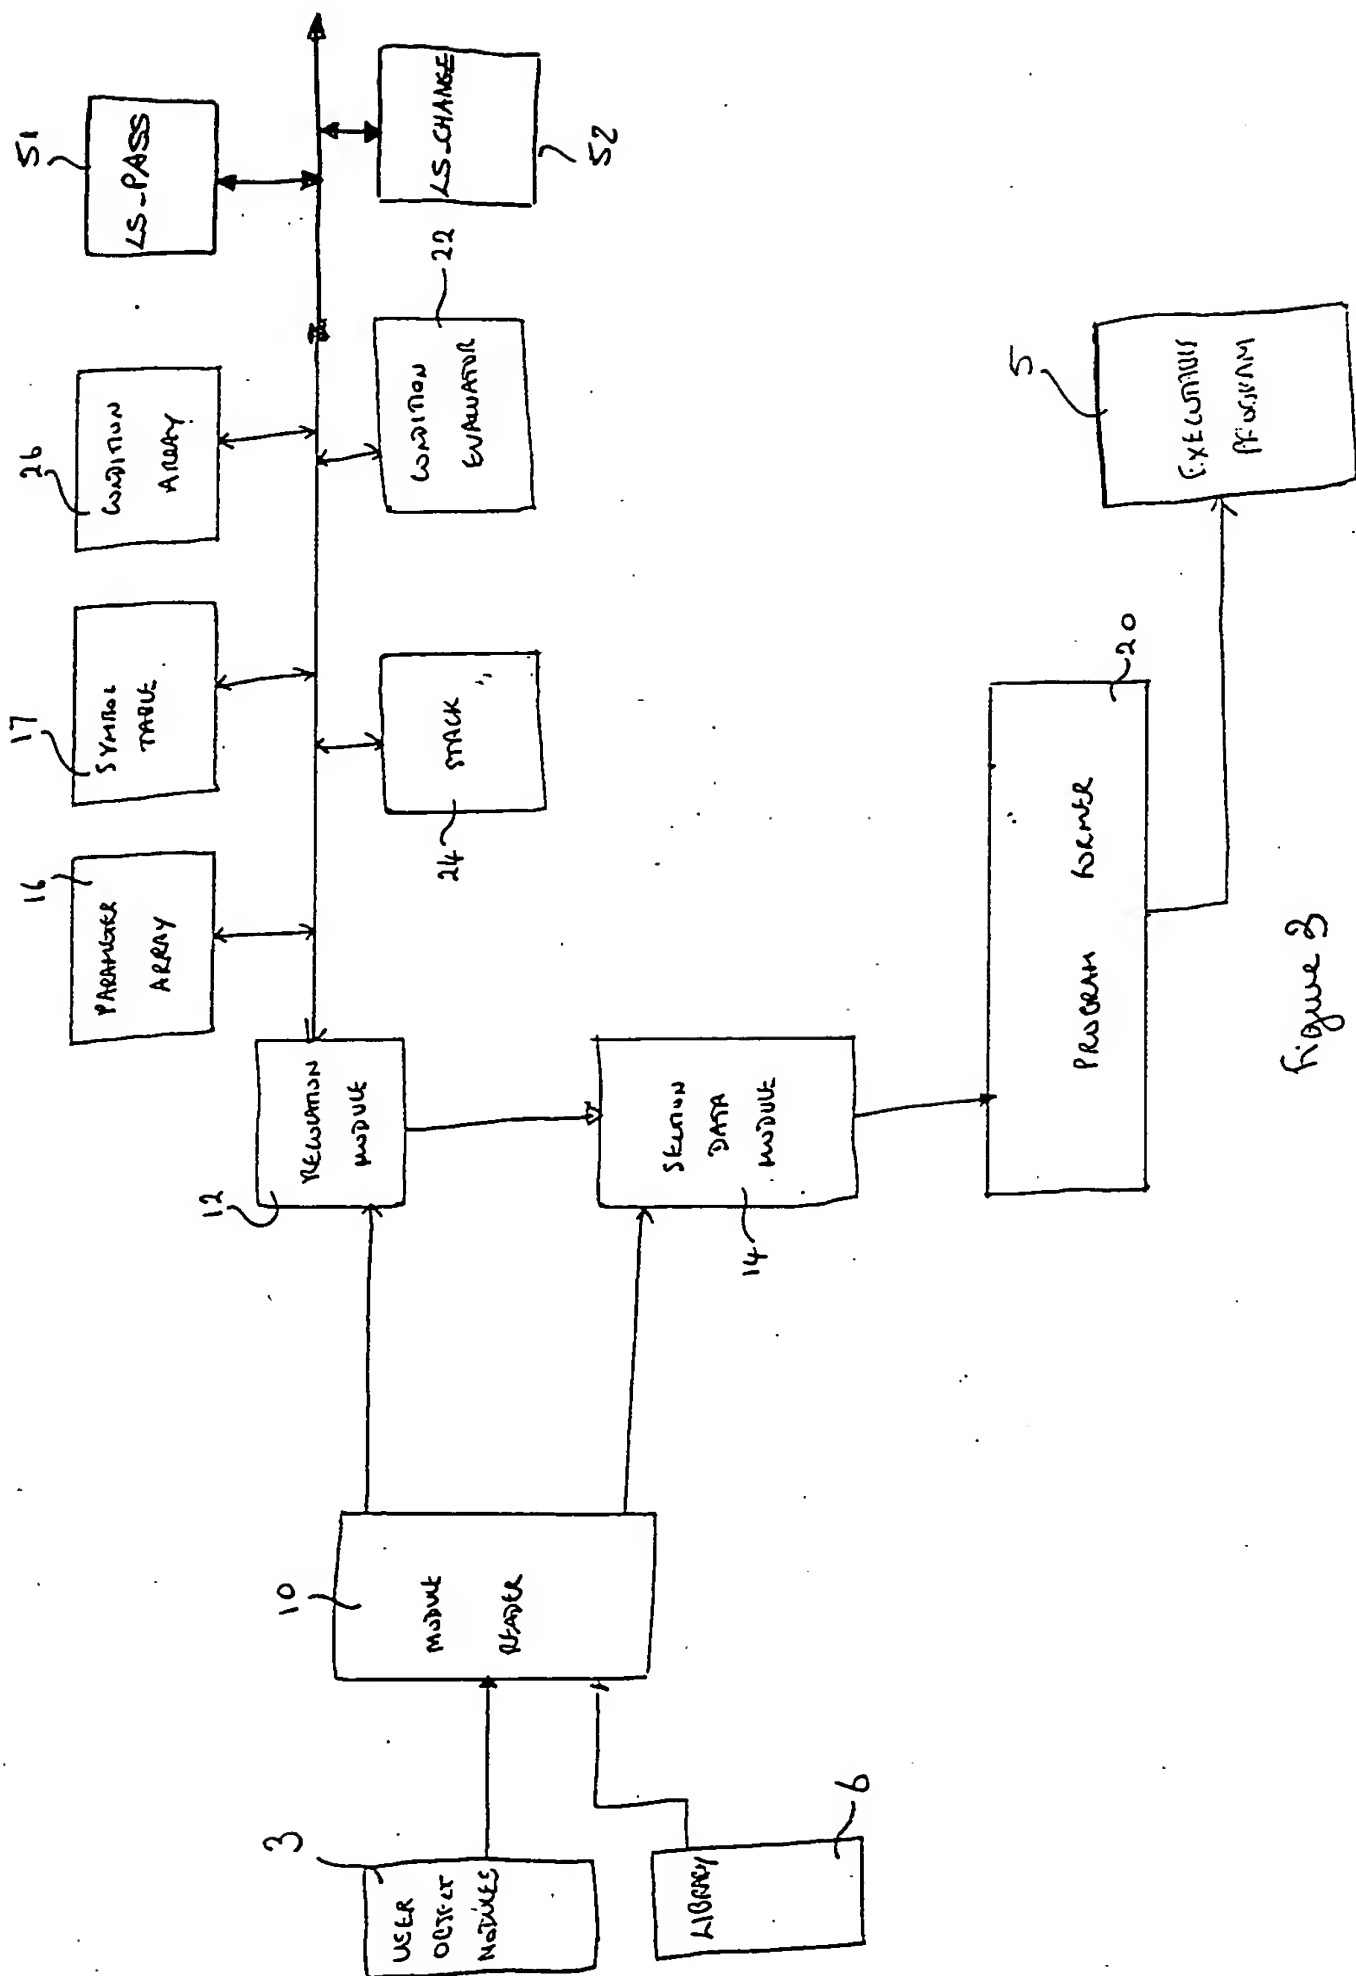 51
LS_PASS
LS_CHANGE
52
26
CONDITION
ARRAY
CONDITION
EVALUATOR
22
17
SYMBOL
TABLE
STACK
24
16
PARAMETER
ARRAY
12
RELOCATION
MODULE
SECTION
DATA
MODULE
14
10
MODULE
READER
3
USER
OBJECT
MODULES
LIBRARY
6
PROGRAM FORMER
20
5
EXECUTABLE
PROGRAM
Figure 3